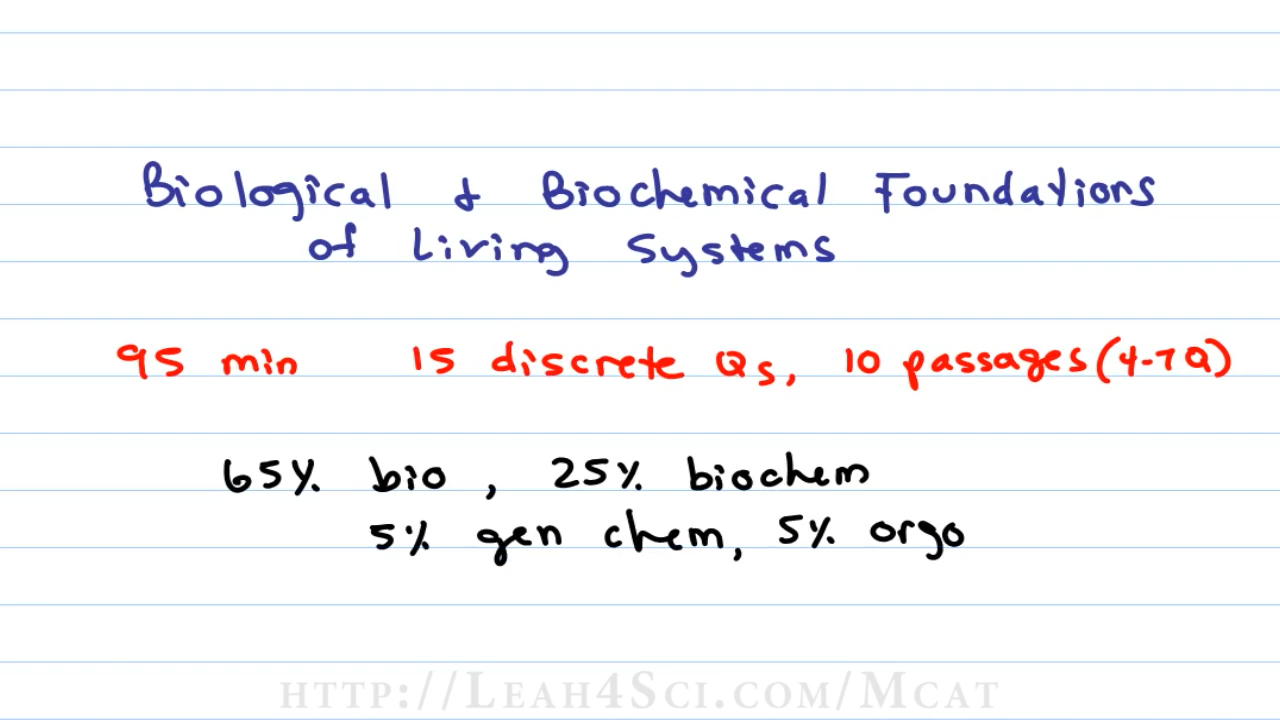 Biological & Biochemical Foundations
of Living Systems
95 min 15 discrete Qs, 10 passages (4-7Q)
65% bio, 25% biochem
5% gen chem, 5% orgo
http://Leah4Sci.com/Mcat